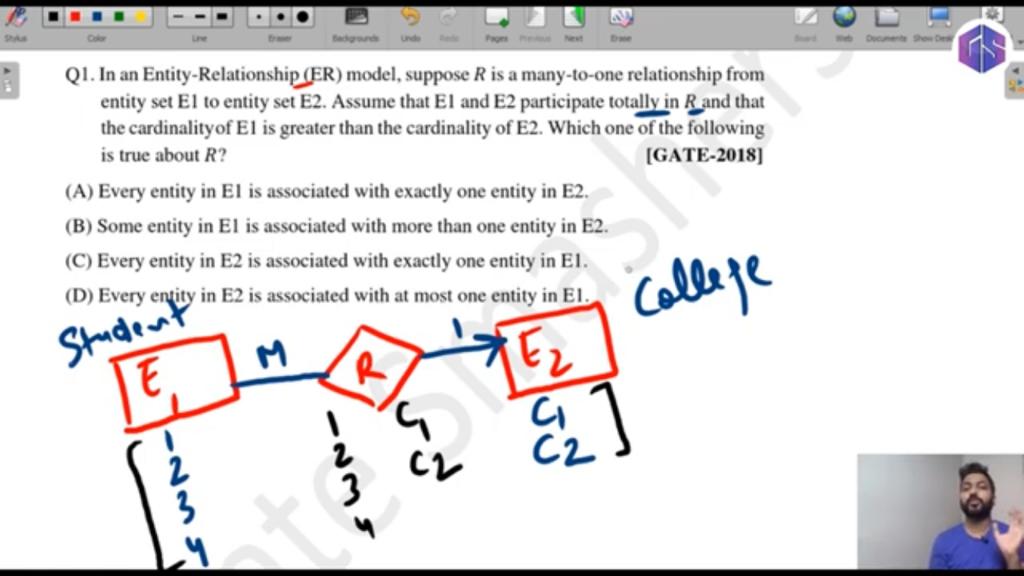 Stylus Color Line Eraser Backgrounds Undo Redo Pages Previous Next Erase Board Web Documents Show Desk
Q1. In an Entity-Relationship (ER) model, suppose R is a many-to-one relationship from
entity set E1 to entity set E2. Assume that E1 and E2 participate totally in R and that
the cardinality of E1 is greater than the cardinality of E2. Which one of the following
is true about R? [GATE-2018]
(A) Every entity in E1 is associated with exactly one entity in E2.
(B) Some entity in E1 is associated with more than one entity in E2.
(C) Every entity in E2 is associated with exactly one entity in E1.
(D) Every entity in E2 is associated with at most one entity in E1.
College
Student
E1 M R 1 E2
1 1 C1 C1
2 2 C2 C2
3 3
4 4
ate Smashers